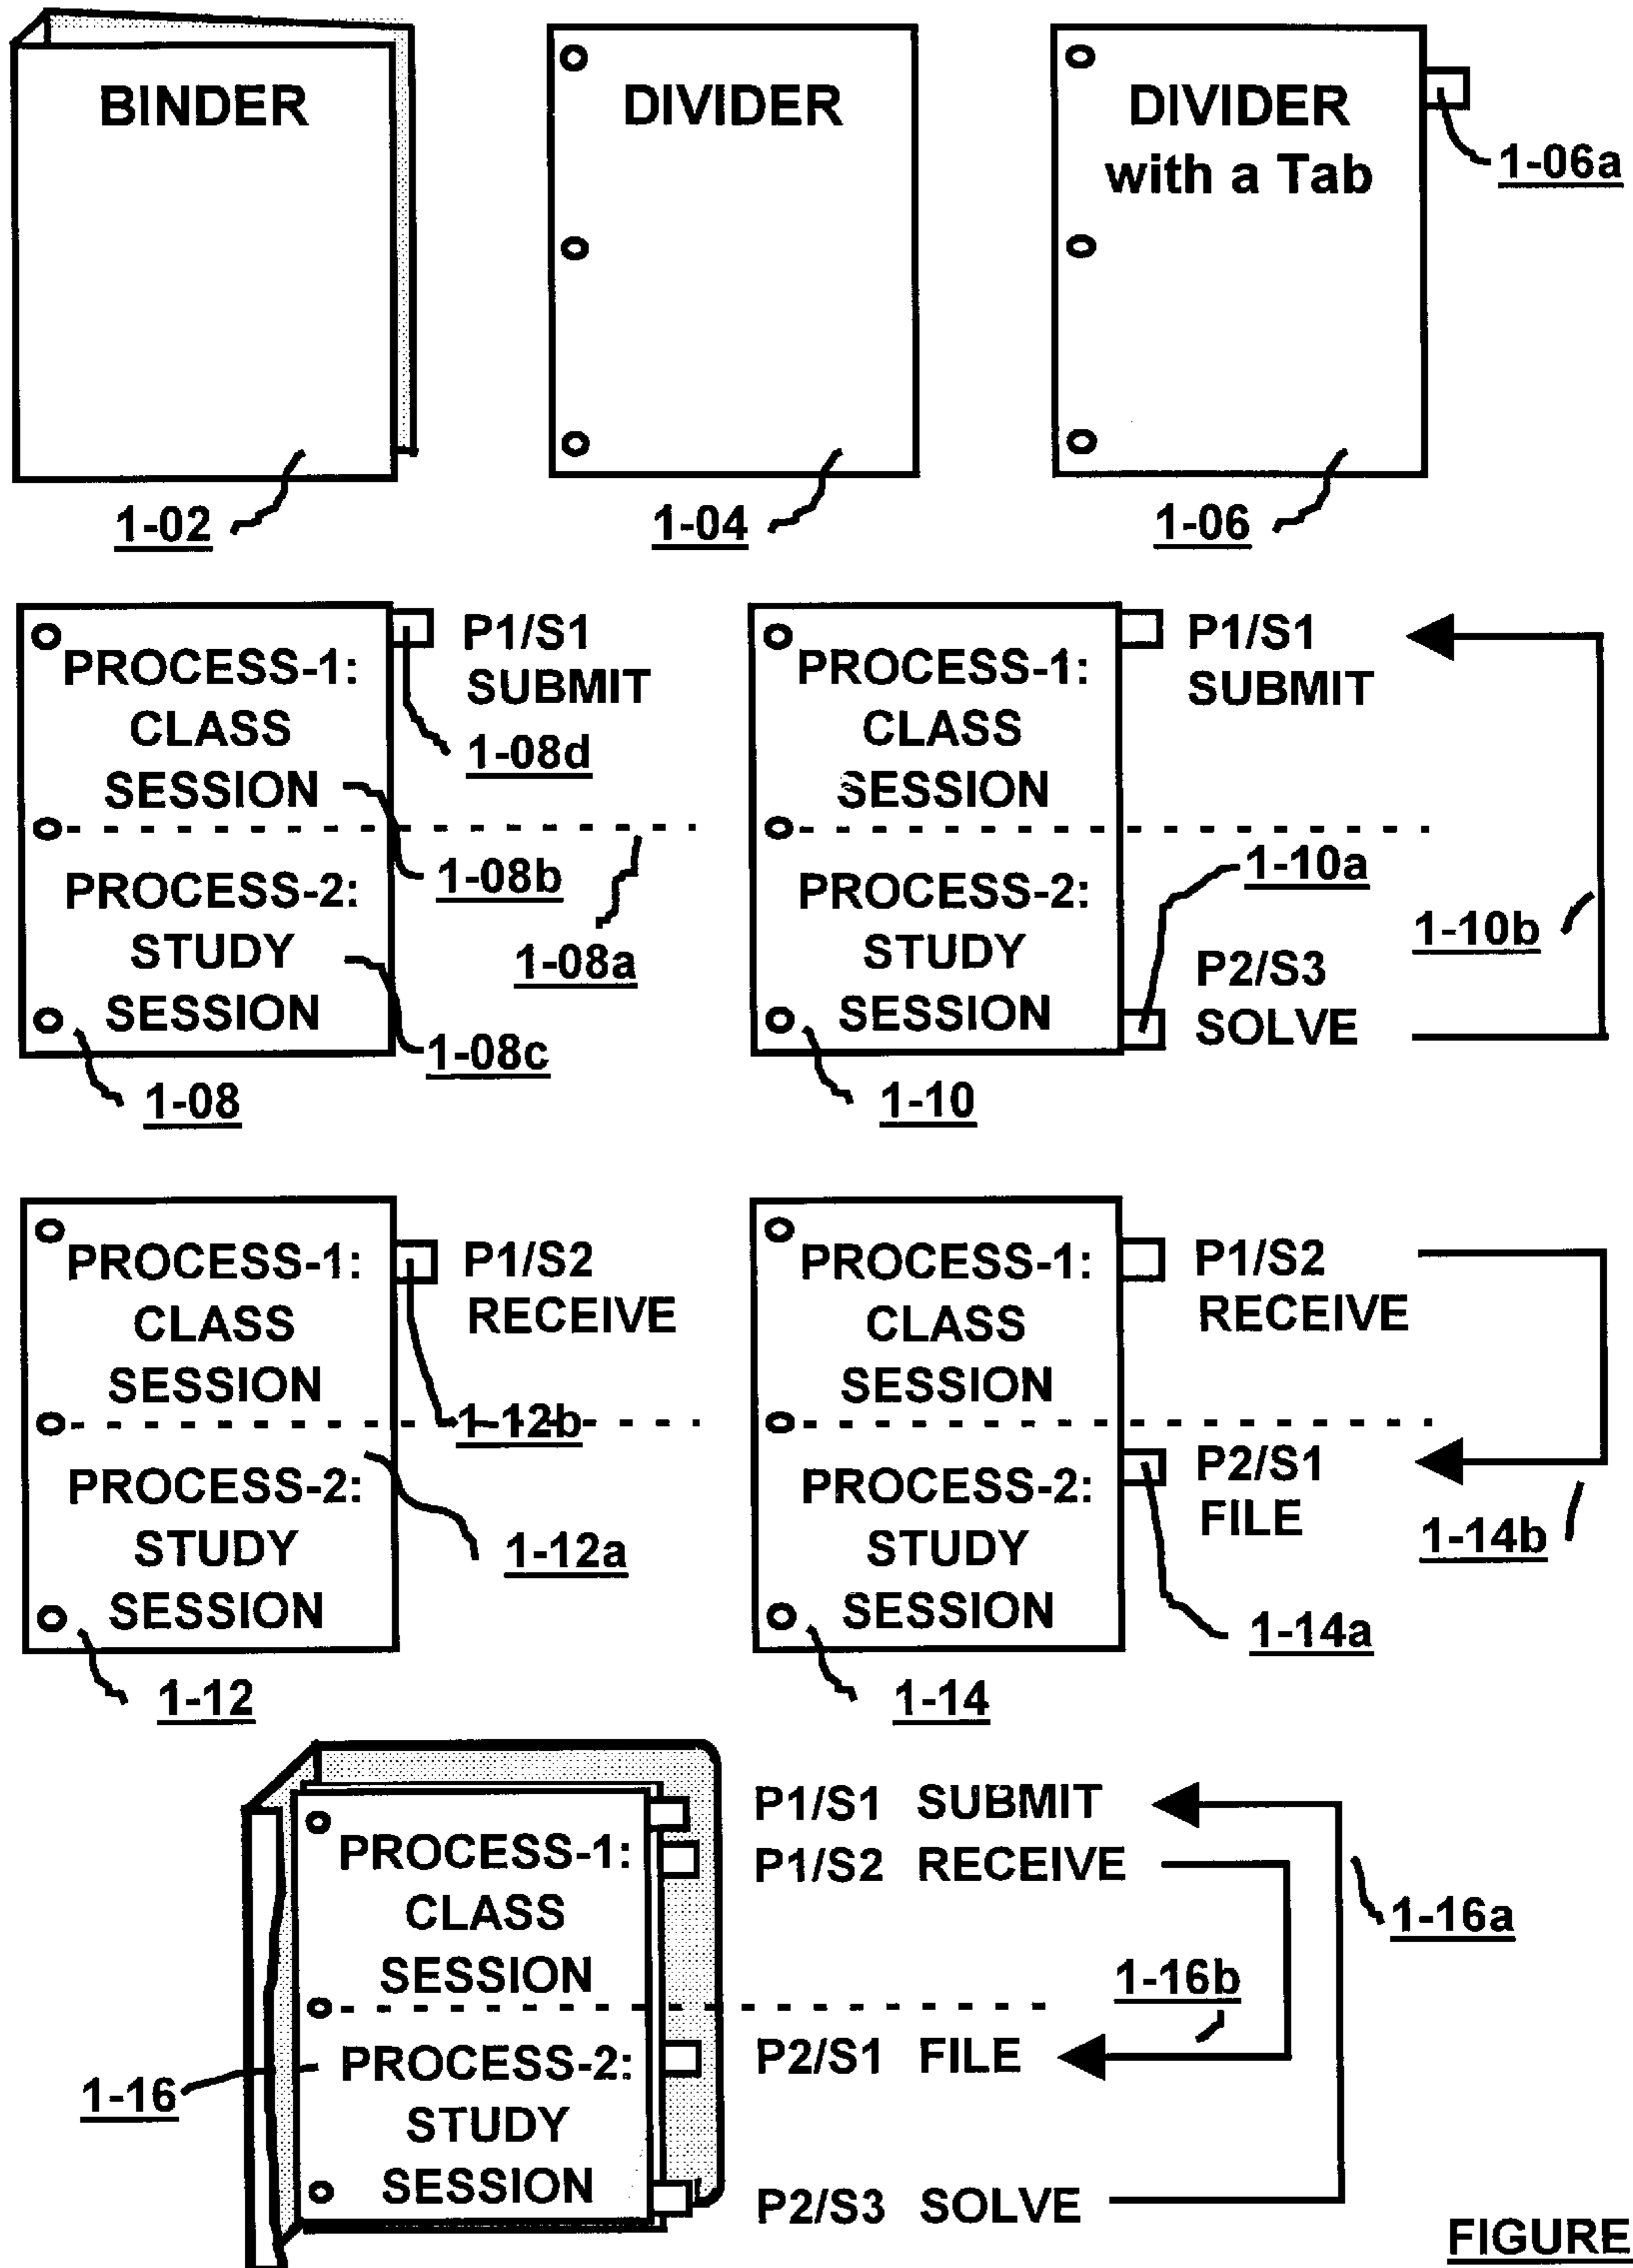 BINDER
1-02
DIVIDER
1-04
DIVIDER
with a Tab
1-06a
1-06
PROCESS-1:
CLASS
SESSION
PROCESS-2:
STUDY
SESSION
P1/S1
SUBMIT
1-08d
1-08b
1-08a
1-08c
1-08
PROCESS-1:
CLASS
SESSION
PROCESS-2:
STUDY
SESSION
P1/S1
SUBMIT
1-10a
P2/S3
SOLVE
1-10b
1-10
PROCESS-1:
CLASS
SESSION
PROCESS-2:
STUDY
SESSION
P1/S2
RECEIVE
1-12b
1-12a
1-12
PROCESS-1:
CLASS
SESSION
PROCESS-2:
STUDY
SESSION
P1/S2
RECEIVE
P2/S1
FILE
1-14b
1-14a
1-14
PROCESS-1:
CLASS
SESSION
PROCESS-2:
STUDY
SESSION
1-16
P1/S1 SUBMIT
P1/S2 RECEIVE
1-16a
1-16b
P2/S1 FILE
P2/S3 SOLVE
FIGURE